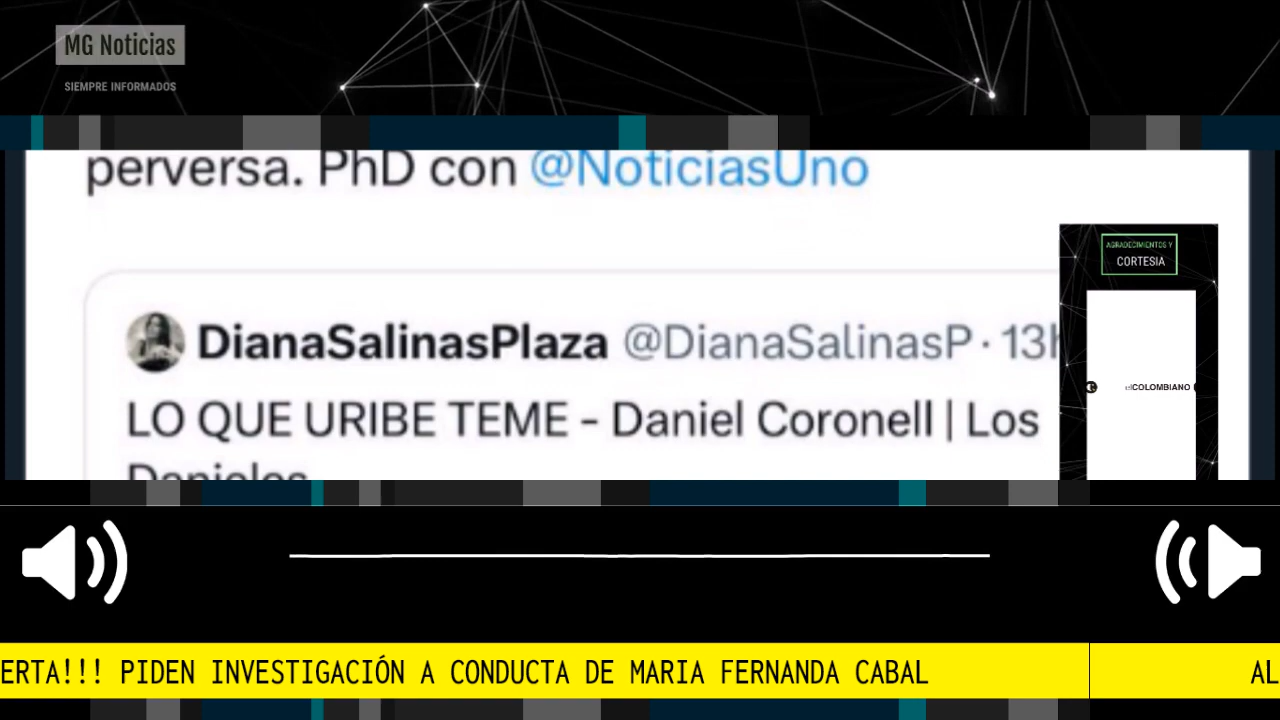 MG Noticias
SIEMPRE INFORMADOS
perversa. PhD con @NoticiasUno
AGRADECIMIENTOS Y
CORTESIA
DianaSalinasPlaza @DianaSalinasP · 13h
elCOLOMBIANO
LO QUE URIBE TEME - Daniel Coronell | Los
Danieles
ERTA!!! PIDEN INVESTIGACIÓN A CONDUCTA DE MARIA FERNANDA CABAL
AL